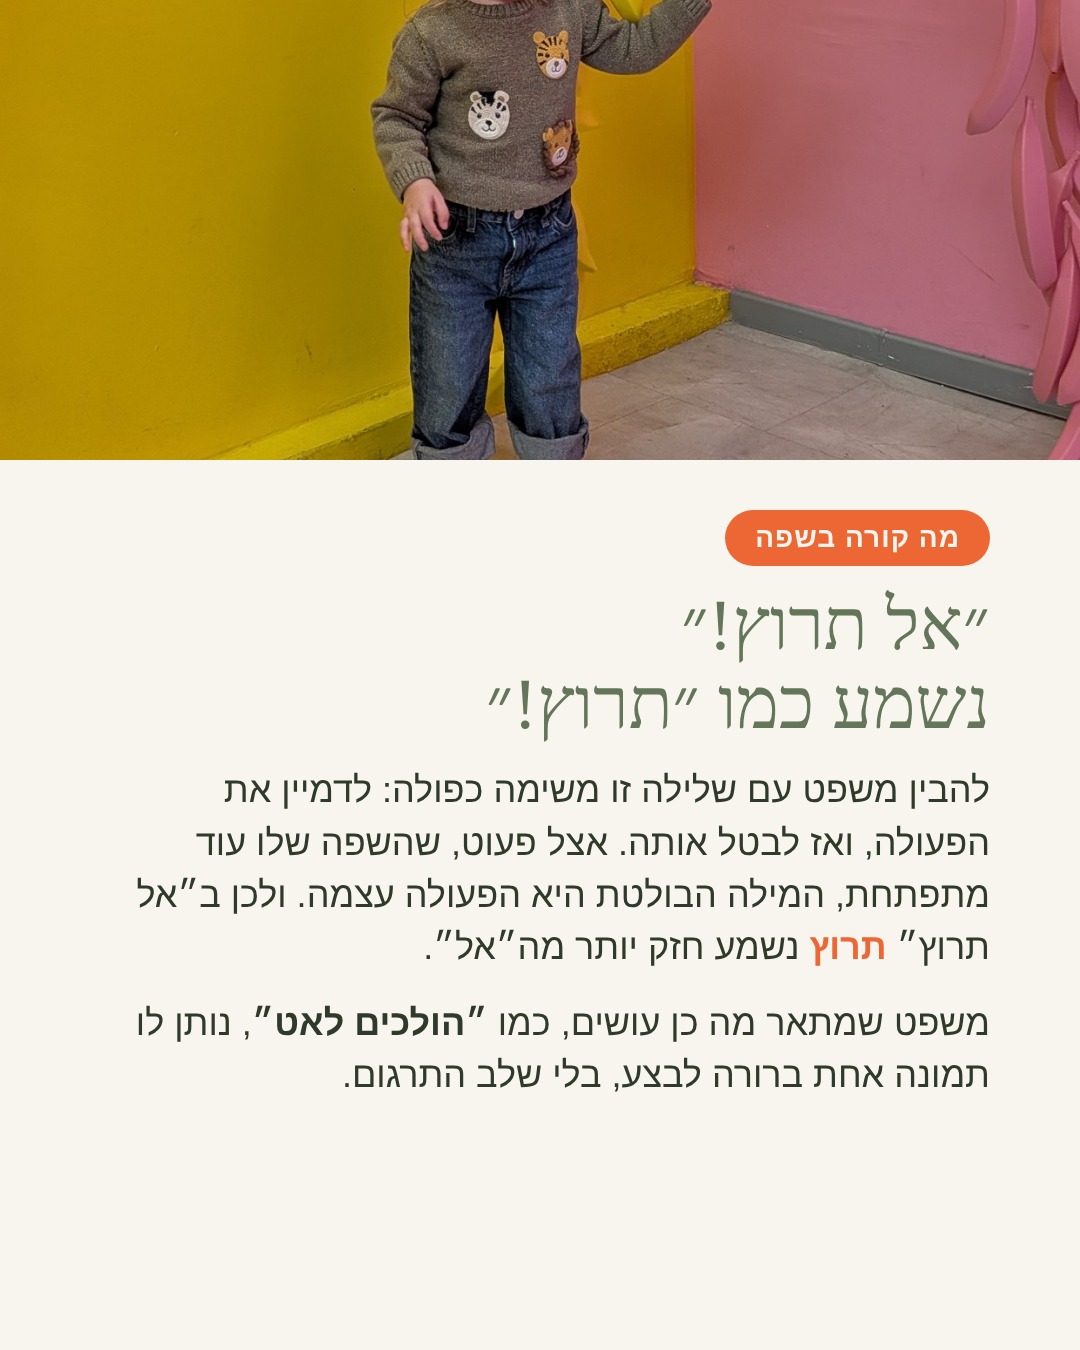 מה קורה בשפה
״אל תרוץ!״
נשמע כמו ״תרוץ!״
להבין משפט עם שלילה זו משימה כפולה: לדמיין את
הפעולה, ואז לבטל אותה. אצל פעוט, שהשפה שלו עוד
מתפתחת, המילה הבולטת היא הפעולה עצמה. ולכן ב״אל
תרוץ״ תרוץ נשמע חזק יותר מה״אל״.
משפט שמתאר מה כן עושים, כמו ״הולכים לאט״, נותן לו
תמונה אחת ברורה לבצע, בלי שלב התרגום.